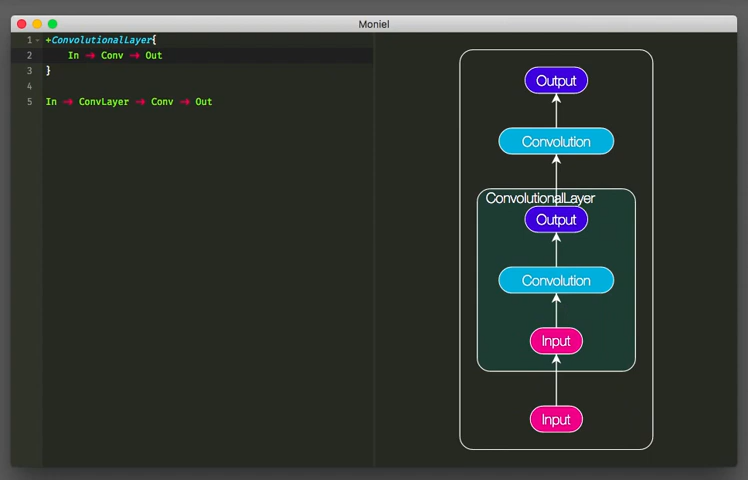 Moniel
1 +ConvolutionalLayer{
2 In → Conv → Out
3 }
4
5 In → ConvLayer → Conv → Out
Output
Convolution
ConvolutionalLayer
Output
Convolution
Input
Input